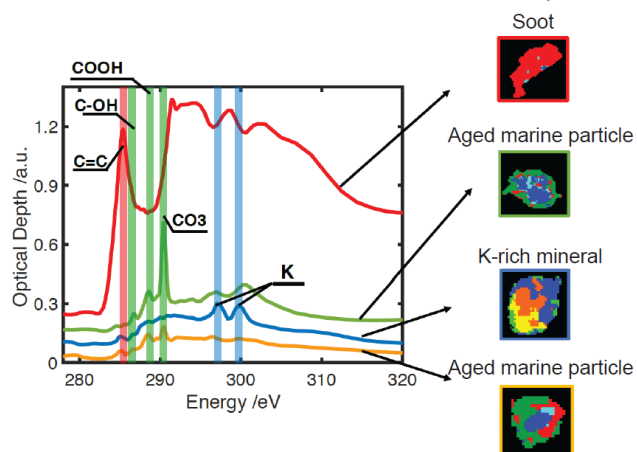 Soot
COOH
C-OH
C=C
CO3
K
1.2
0.9
0.6
0.3
0
Optical Depth /a.u.
280 290 300 310 320
Energy /eV
Aged marine particle
K-rich mineral
Aged marine particle